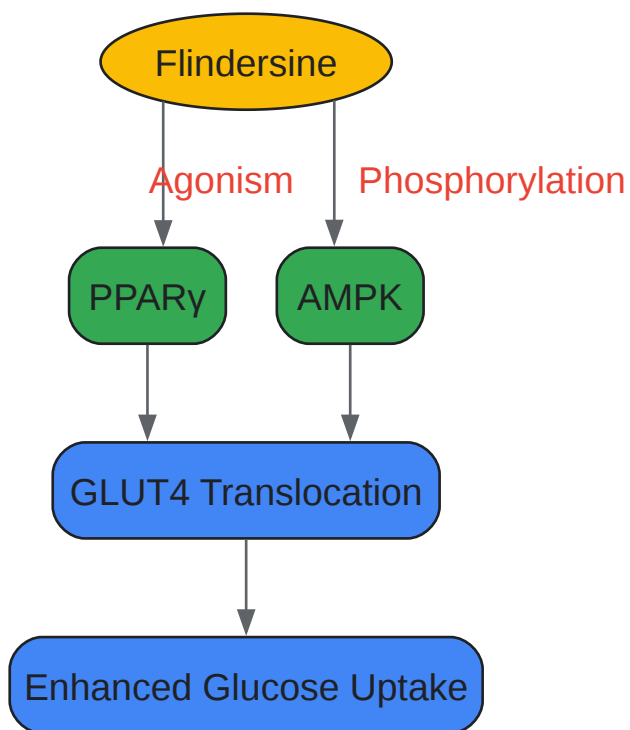 Flindersine
Agonism
Phosphorylation
PPARγ
AMPK
GLUT4 Translocation
Enhanced Glucose Uptake